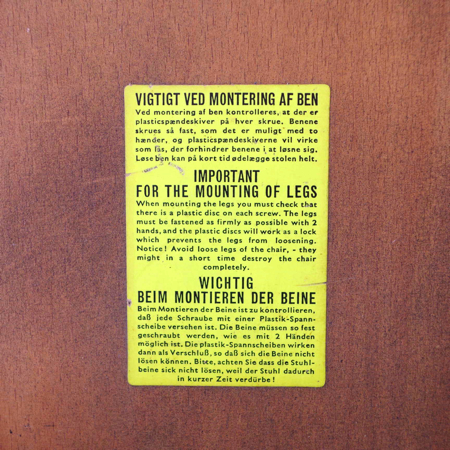 VIGTIGT VED MONTERING AF BEN
Ved montering af ben kontrolleres, at der er
plasticspændeskiver på hver skrue. Benene
skrues så fast, som det er muligt med to
hænder, og plasticspændeskiverne vil virke
som lås, der forhindrer benene i at løsne sig.
Løse ben kan på kort tid ødelægge stolen helt.
IMPORTANT
FOR THE MOUNTING OF LEGS
When mounting the legs you must check that
there is a plastic disc on each screw. The legs
must be fastened as firmly as possible with 2
hands, and the plastic discs will work as a lock
which prevents the legs from loosening.
Notice! Avoid loose legs of the chair, - they
might in a short time destroy the chair
completely.
WICHTIG
BEIM MONTIEREN DER BEINE
Beim Montieren der Beine ist zu kontrollieren,
daß jede Schraube mit einer Plastik-Spann-
scheibe versehen ist. Die Beine müssen so fest
geschraubt werden, wie es mit 2 Händen
möglich ist. Die plastik-Spannscheiben wirken
dann als Verschluß, so daß sich die Beine nicht
lösen können. Bitte, achten Sie dass die Stuhl-
beine sick nicht lösen, weil der Stuhl dadurch
in kurzer Zeit verdürbe!